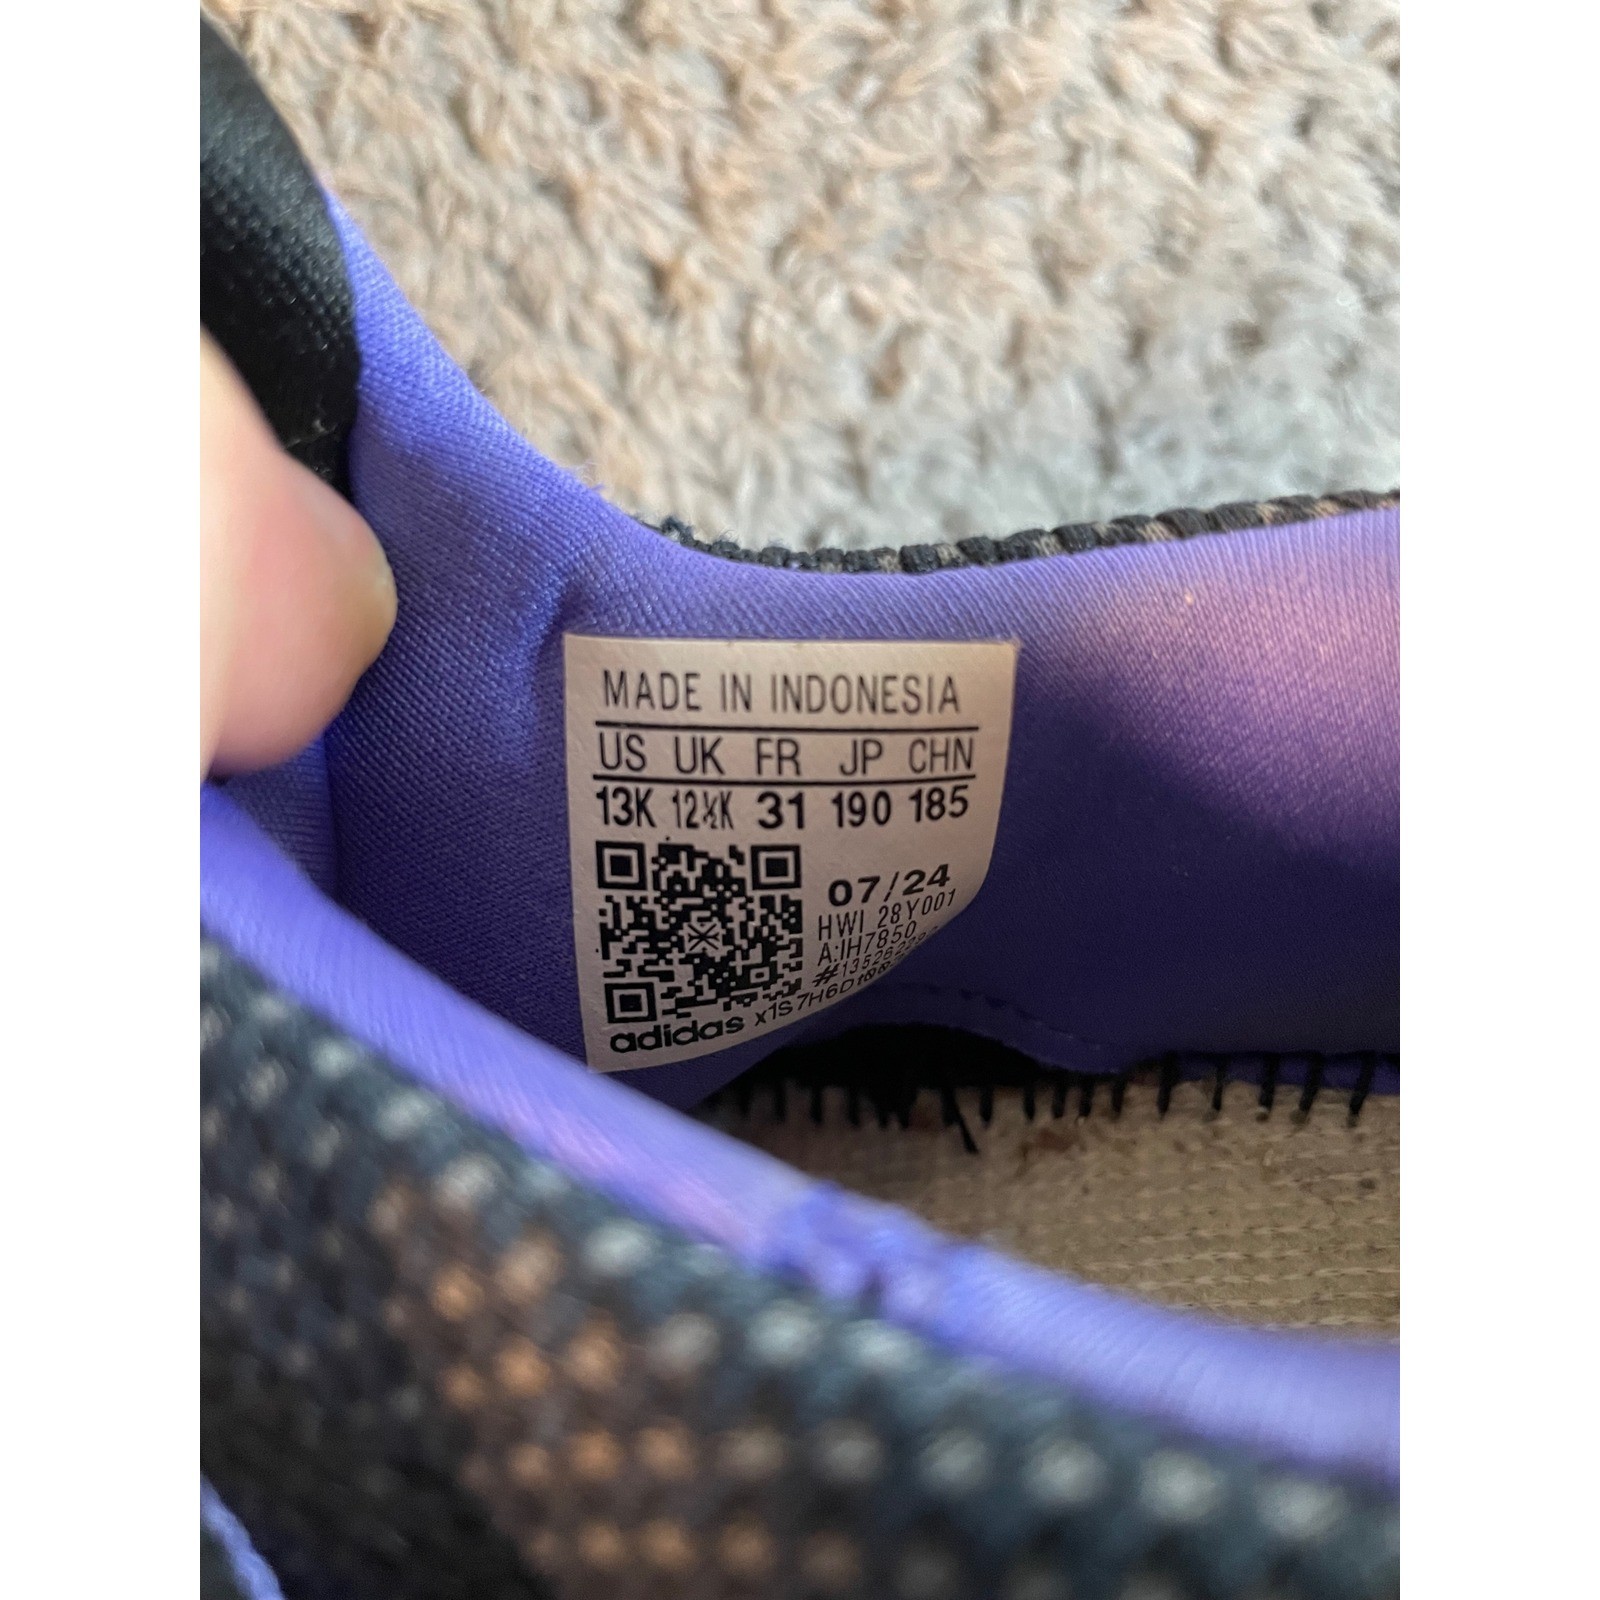 MADE IN INDONESIA
US UK FR JP CHN
13K 12½K 31 190 185
07/24
HWI 28Y001
A:IH7850
adidas